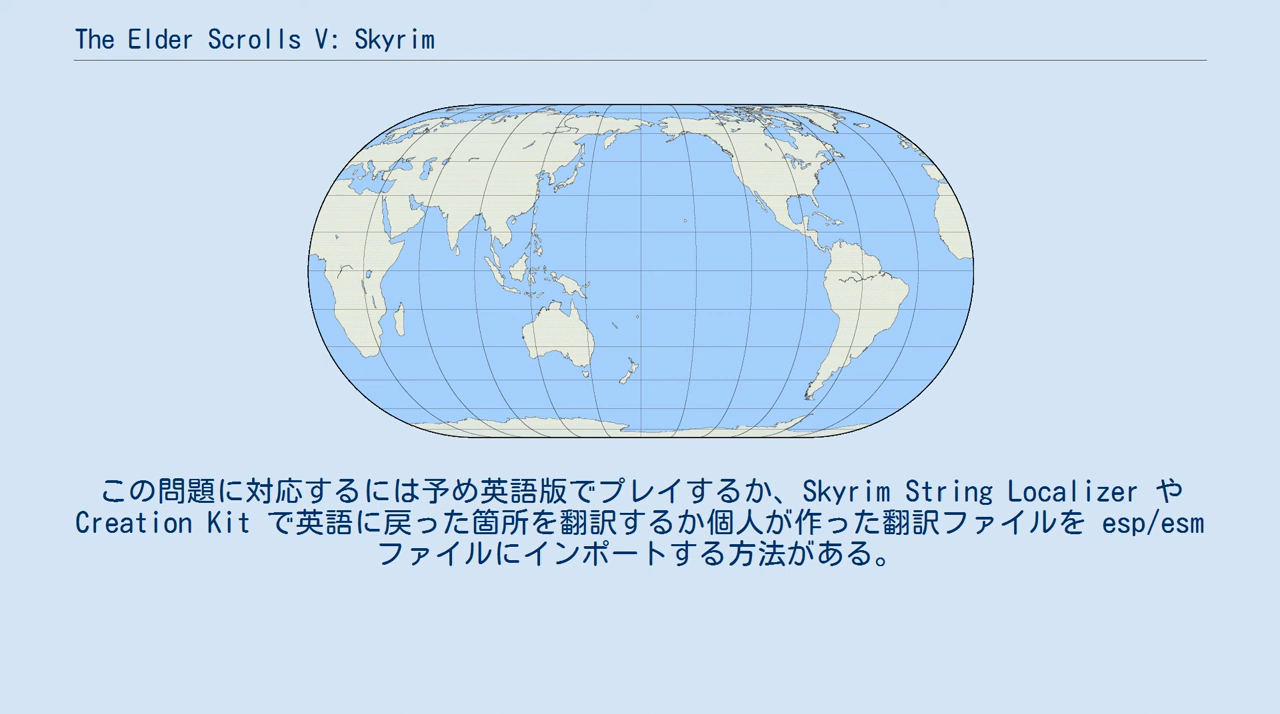 The Elder Scrolls V: Skyrim
この問題に対応するには予め英語版でプレイするか、Skyrim String Localizer や
Creation Kit で英語に戻った箇所を翻訳するか個人が作った翻訳ファイルを esp/esm
ファイルにインポートする方法がある。